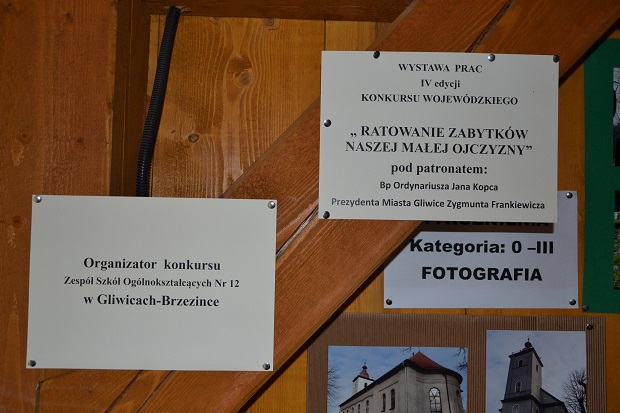 WYSTAWA PRAC
IV edycji
KONKURSU WOJEWÓDZKIEGO
„ RATOWANIE ZABYTKÓW
NASZEJ MAŁEJ OJCZYZNY”
pod patronatem:
Bp Ordynariusza Jana Kopca
Prezydenta Miasta Gliwice Zygmunta Frankiewicza
Kategoria: 0 –III
FOTOGRAFIA
Organizator konkursu
Zespół Szkół Ogólnokształcących Nr 12
w Gliwicach-Brzezince